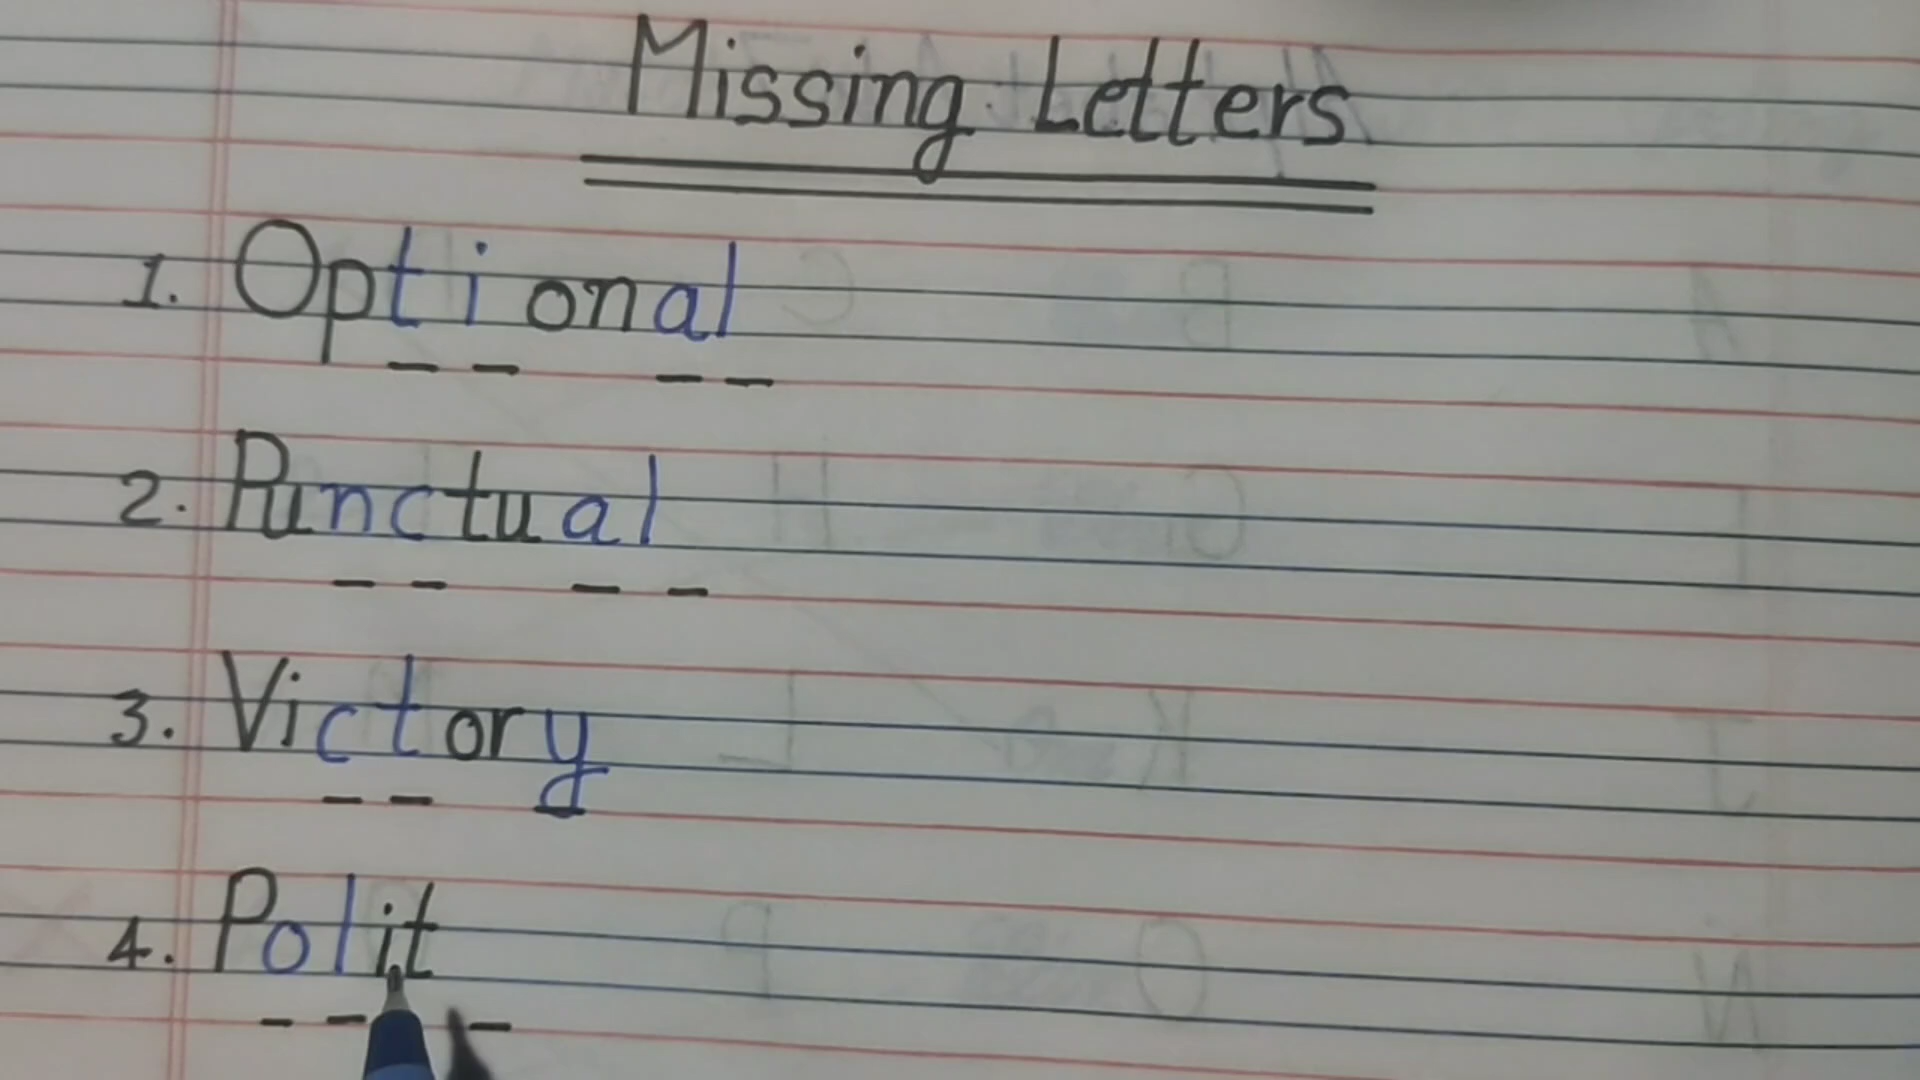 Missing Letters
1. Optional
2. Punctual
3. Victory
4. Polit